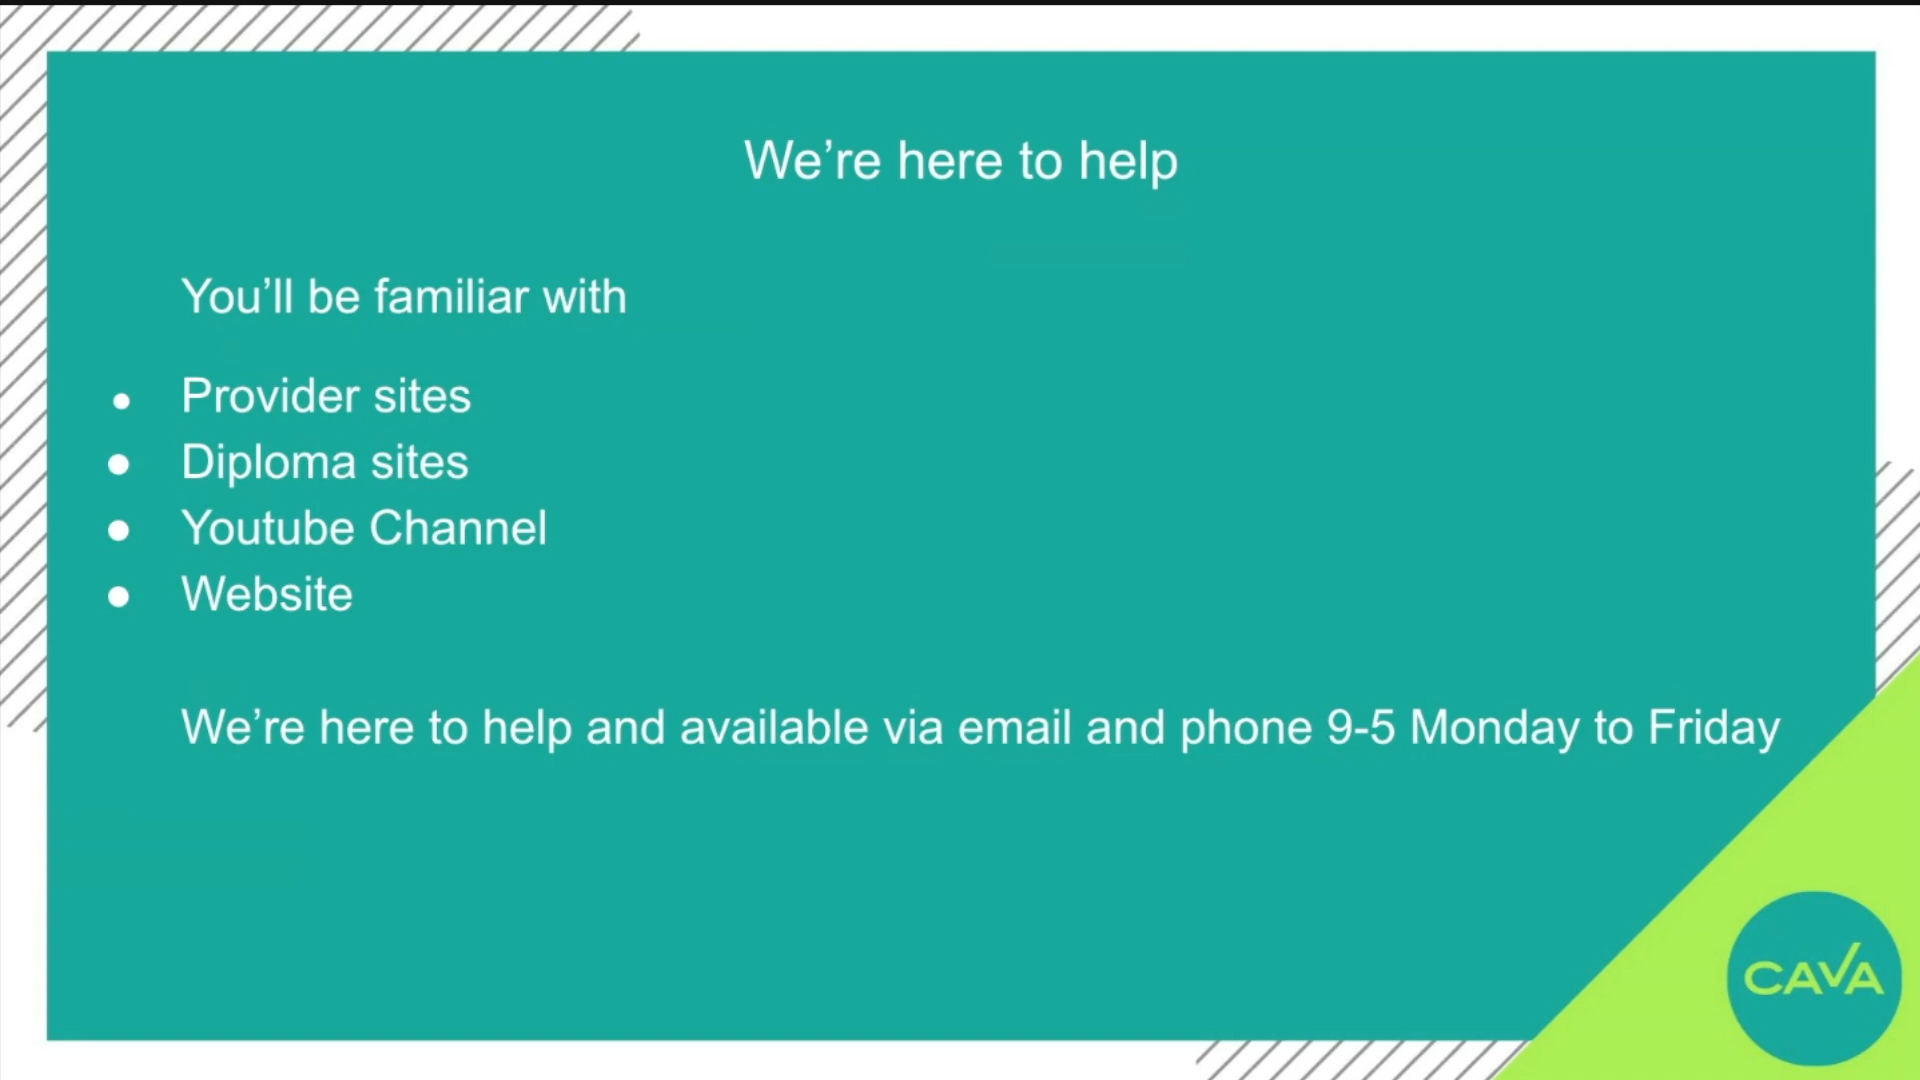 We’re here to help
You’ll be familiar with
● Provider sites
● Diploma sites
● Youtube Channel
● Website
We’re here to help and available via email and phone 9-5 Monday to Friday
CAVA